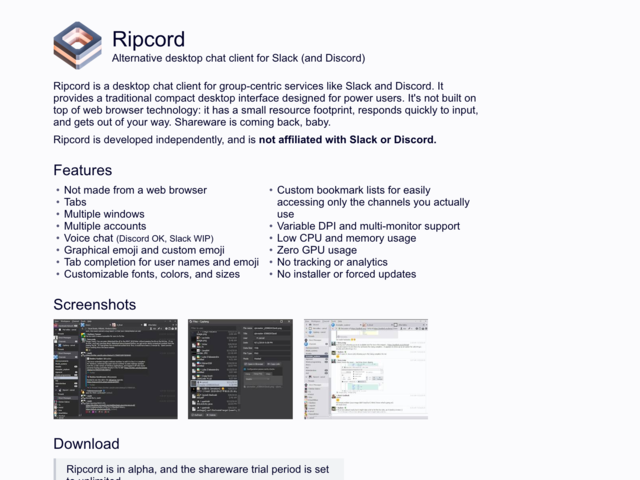 Ripcord
Alternative desktop chat client for Slack (and Discord)
Ripcord is a desktop chat client for group-centric services like Slack and Discord. It
provides a traditional compact desktop interface designed for power users. It's not built on
top of web browser technology: it has a small resource footprint, responds quickly to input,
and gets out of your way. Shareware is coming back, baby.
Ripcord is developed independently, and is not affiliated with Slack or Discord.
Features
• Not made from a web browser
• Tabs
• Multiple windows
• Multiple accounts
• Voice chat (Discord OK, Slack WIP)
• Graphical emoji and custom emoji
• Tab completion for user names and emoji
• Customizable fonts, colors, and sizes
• Custom bookmark lists for easily
accessing only the channels you actually
use
• Variable DPI and multi-monitor support
• Low CPU and memory usage
• Zero GPU usage
• No tracking or analytics
• No installer or forced updates
Screenshots
Download
Ripcord is in alpha, and the shareware trial period is set
to unlimited